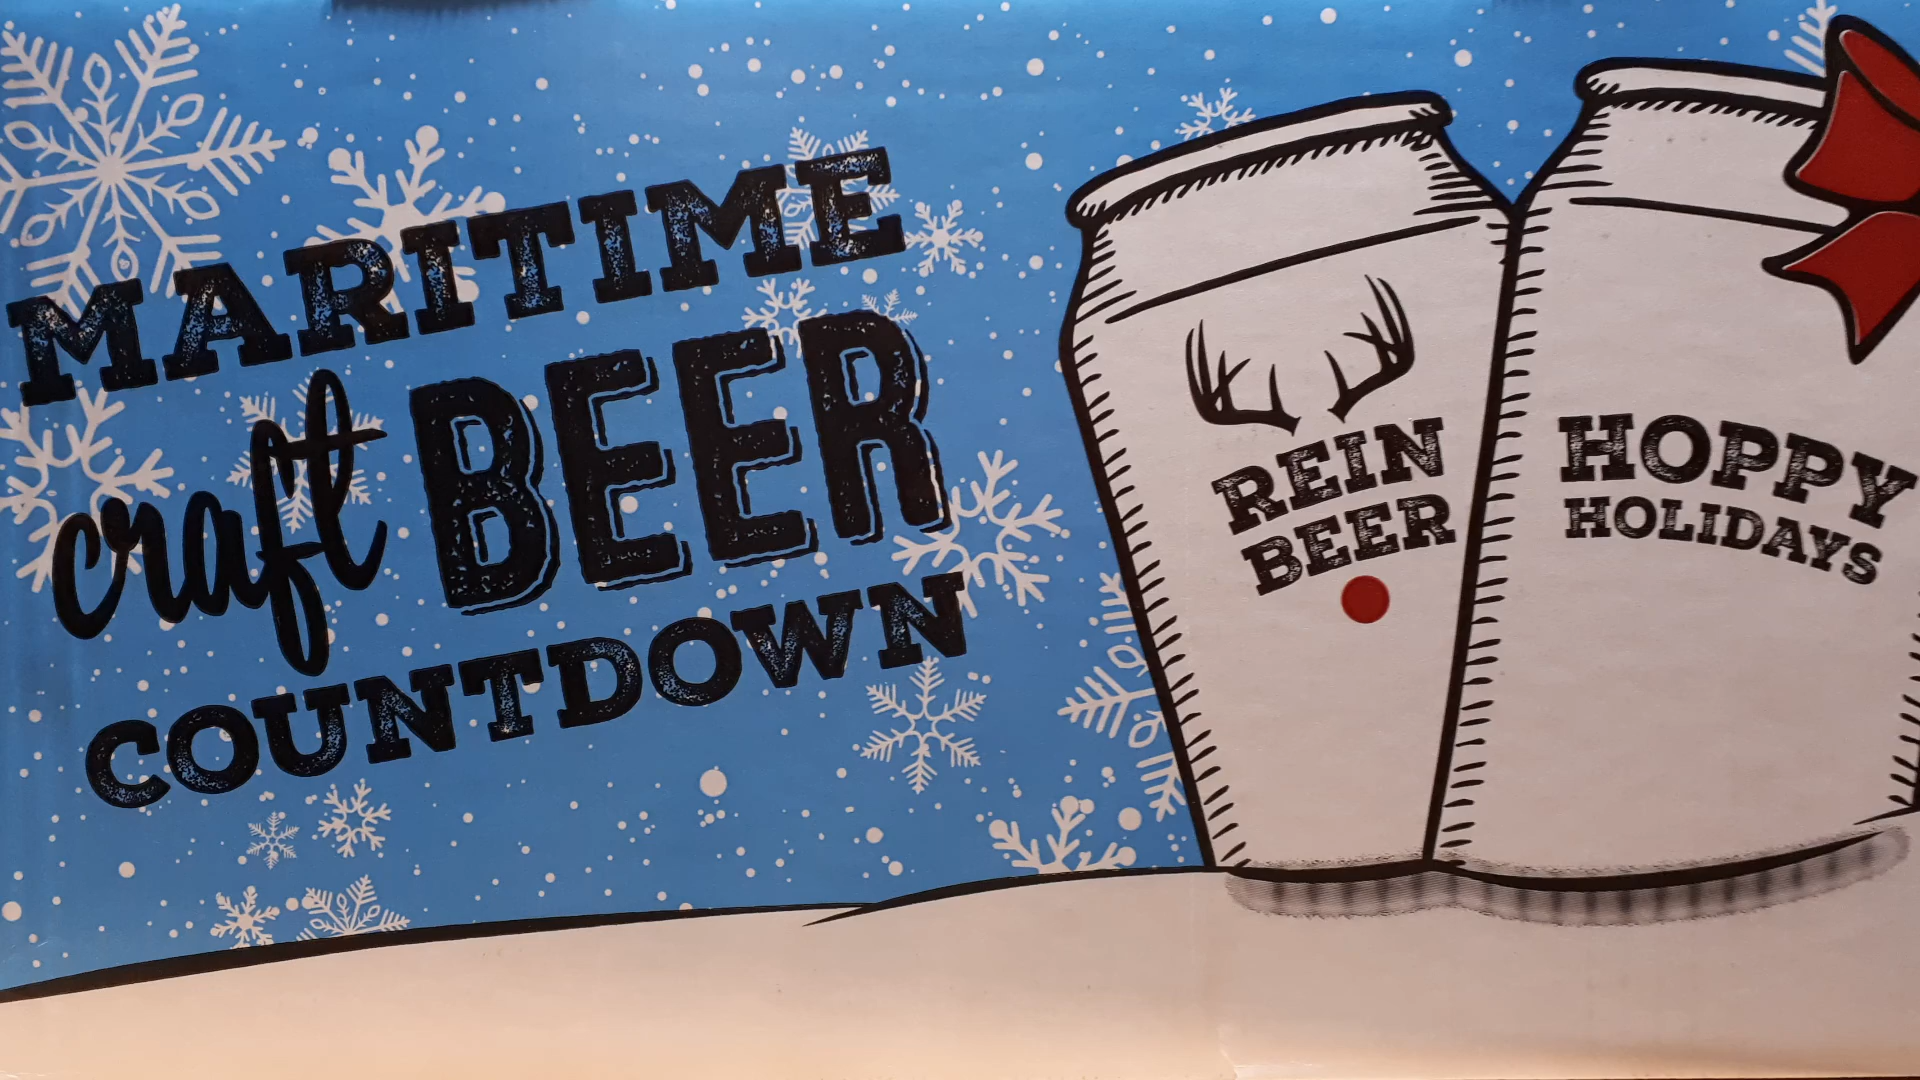 MARITIME
craft BEER
COUNTDOWN
REIN
BEER
HOPPY
HOLIDAYS